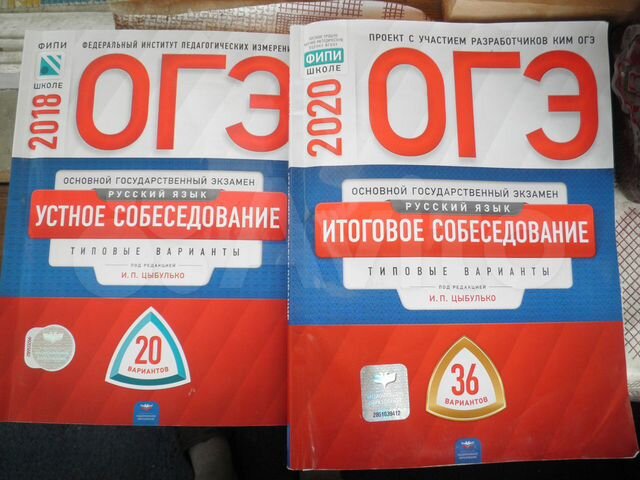 ФИПИ
ШКОЛЕ
ФЕДЕРАЛЬНЫЙ ИНСТИТУТ ПЕДАГОГИЧЕСКИХ ИЗМЕРЕНИ
2018
ОГЭ
ОСНОВНОЙ ГОСУДАРСТВЕННЫЙ ЭКЗАМЕН
РУССКИЙ ЯЗЫК
УСТНОЕ СОБЕСЕДОВАНИЕ
ТИПОВЫЕ ВАРИАНТЫ
ПОД РЕДАКЦИЕЙ
И. П. ЦЫБУЛЬКО
20
ВАРИАНТОВ
ФИПИ
ШКОЛЕ
ПРОЕКТ С УЧАСТИЕМ РАЗРАБОТЧИКОВ КИМ ОГЭ
2020
ОГЭ
ОСНОВНОЙ ГОСУДАРСТВЕННЫЙ ЭКЗАМЕН
РУССКИЙ ЯЗЫК
ИТОГОВОЕ СОБЕСЕДОВАНИЕ
ТИПОВЫЕ ВАРИАНТЫ
ПОД РЕДАКЦИЕЙ
И. П. ЦЫБУЛЬКО
36
ВАРИАНТОВ